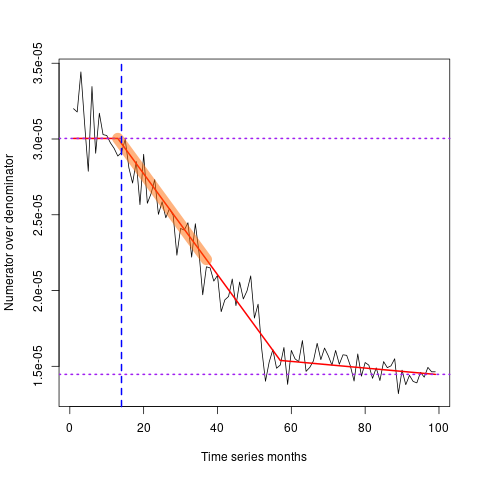 3.5e-05
3.0e-05
2.5e-05
2.0e-05
1.5e-05
Numerator over denominator
0 20 40 60 80 100
Time series months